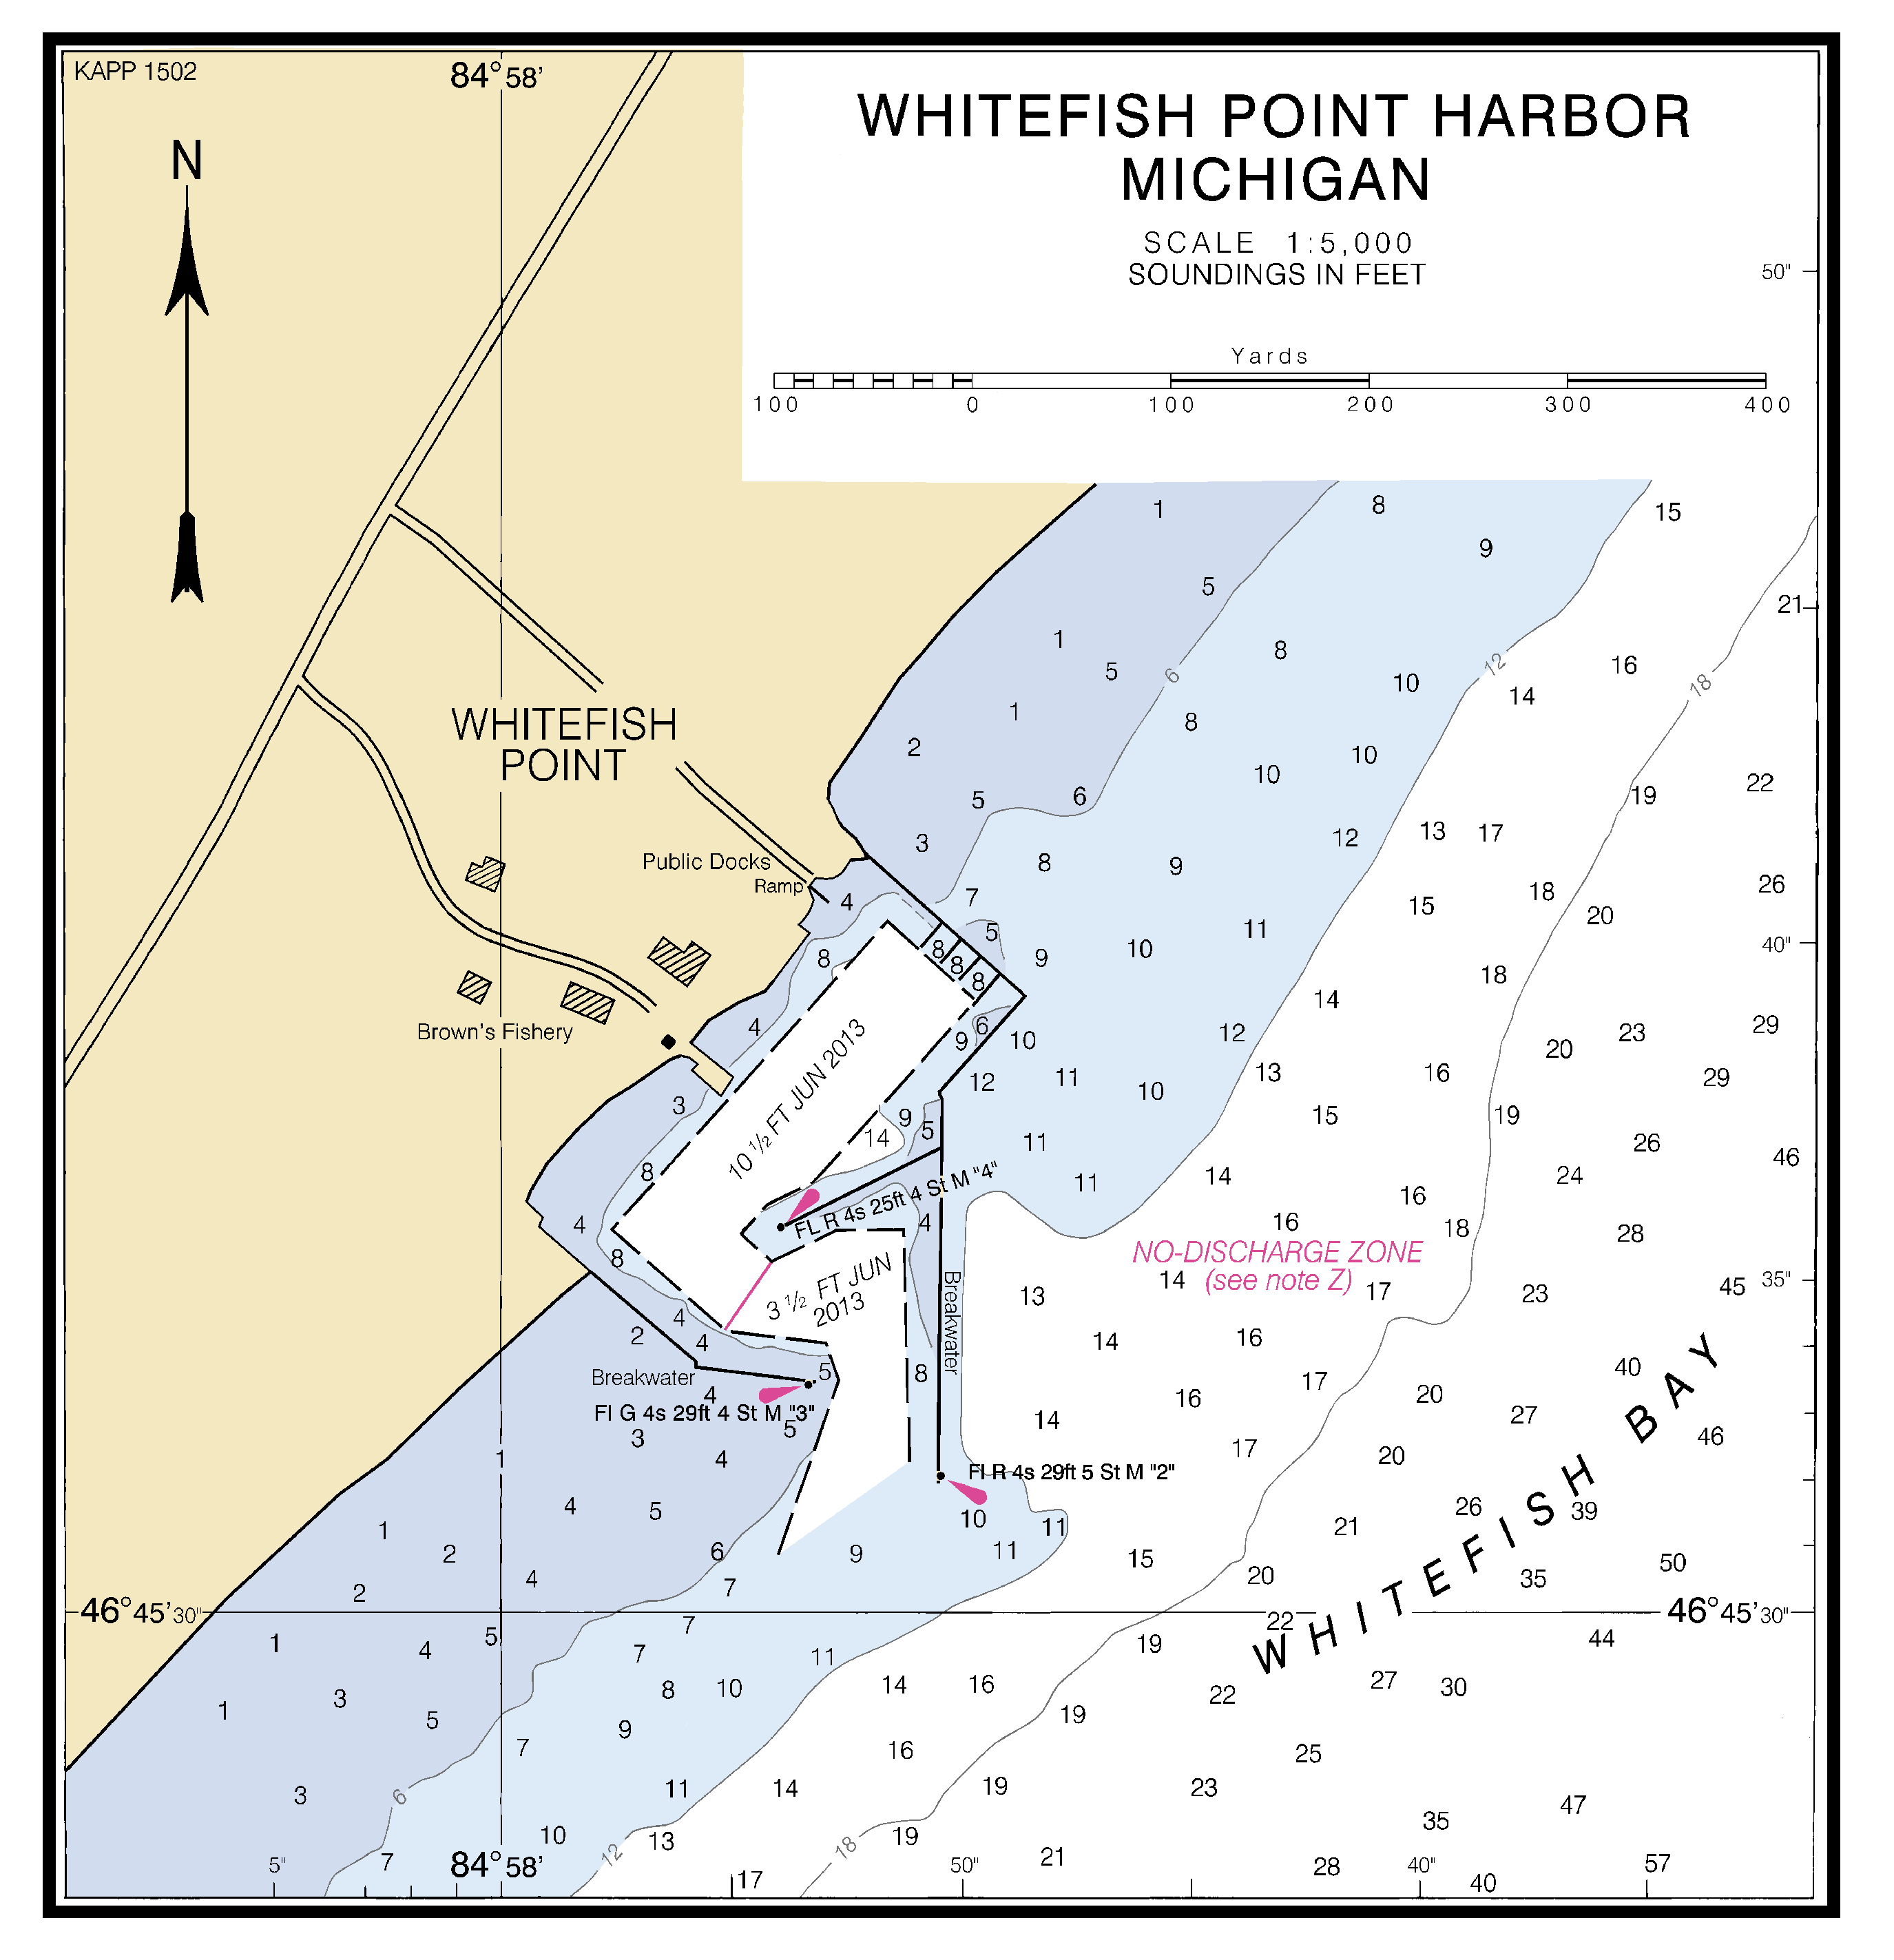 KAPP 1502
84°58'
N
WHITEFISH POINT HARBOR
MICHIGAN
SCALE 1:5,000
SOUNDINGS IN FEET
50"
Yards
100 0 100 200 300 400
1 8 15
9
5 21
1 8 16
5 6 10 12 14 18
WHITEFISH
POINT
1 8
2 10 10
5 6 19 22
3 12 13 17
Public Docks 8 9
Ramp 4 7 15 18 26
5 11 20
8 8 8 8 9 10 40"
14 18
Brown's Fishery
4 6 9 10 12 20 23 29
10 1/2 FT JUN 2013
12 11 10 13 16 29
3 9 5 14 11 15 19 26 46
8 11 14 16 24
FL R 4s 25ft 4 St M "4"
4 4 16 18 28
NO-DISCHARGE ZONE
(see note Z)
8 14 17 23 45 35"
3 1/2 FT JUN
2013
13
4 4 2 14 16 40
Breakwater
Breakwater
5 8 17 20
4 16 27
Fl G 4s 29ft 4 St M "3"
3 5 14 17 46
1 4 20
Fl R 4s 29ft 5 St M "2"
4 5 10 11 21 26 39
1 2 6 9 11 15 50
2 4 7 20 35
46°45'30" 46°45'30"
WHITEFISH BAY
7 22
1 4 5 7 11 19 44
1 3 8 10 14 16 22 27 30
5 9 19
7 16 25
3 6 11 14 19 23 47
10 12 13 18 19 35
5" 7 84°58' 17 50" 21 28 40" 40 57